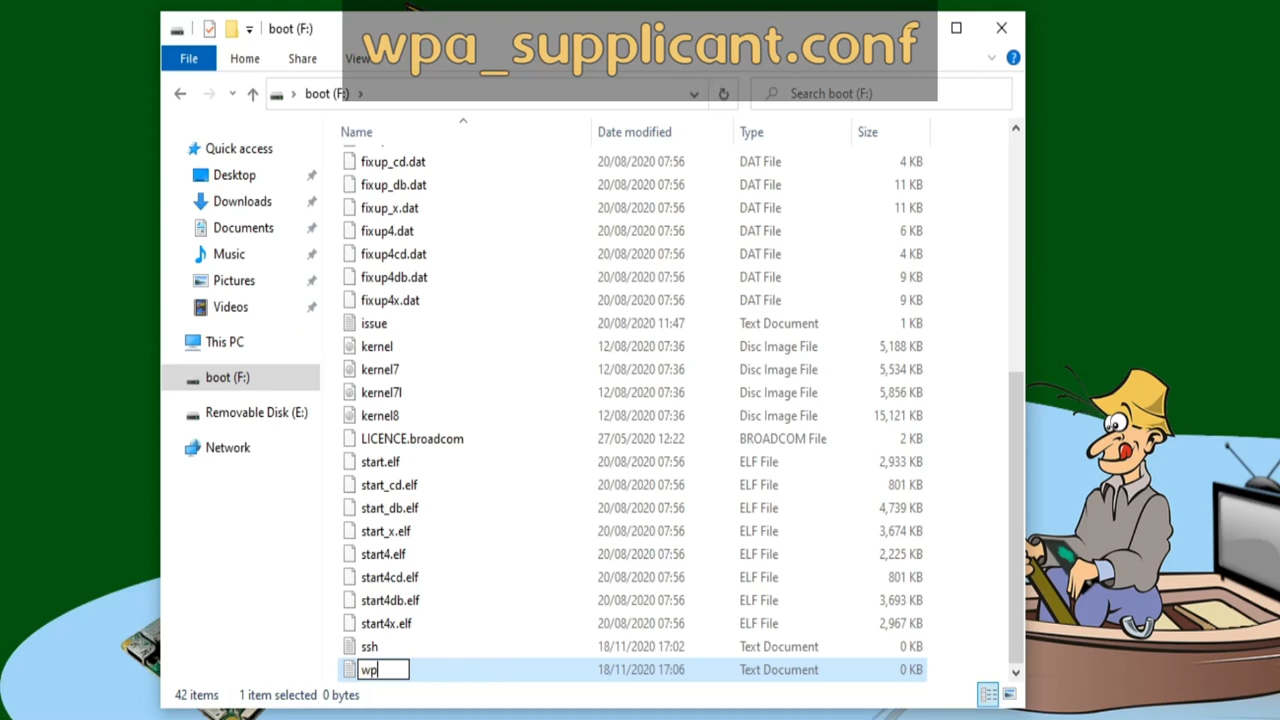 boot (F:)
wpa_supplicant.conf
File Home Share View
boot (F:)
Search boot (F:)
Name Date modified Type Size
Quick access
Desktop
Downloads
Documents
Music
Pictures
Videos
This PC
boot (F:)
Removable Disk (E:)
Network
fixup_cd.dat 20/08/2020 07:56 DAT File 4 KB
fixup_db.dat 20/08/2020 07:56 DAT File 11 KB
fixup_x.dat 20/08/2020 07:56 DAT File 11 KB
fixup4.dat 20/08/2020 07:56 DAT File 6 KB
fixup4cd.dat 20/08/2020 07:56 DAT File 4 KB
fixup4db.dat 20/08/2020 07:56 DAT File 9 KB
fixup4x.dat 20/08/2020 07:56 DAT File 9 KB
issue 20/08/2020 11:47 Text Document 1 KB
kernel 12/08/2020 07:36 Disc Image File 5,188 KB
kernel7 12/08/2020 07:36 Disc Image File 5,534 KB
kernel7l 12/08/2020 07:36 Disc Image File 5,856 KB
kernel8 12/08/2020 07:36 Disc Image File 15,121 KB
LICENCE.broadcom 27/05/2020 12:22 BROADCOM File 2 KB
start.elf 20/08/2020 07:56 ELF File 2,933 KB
start_cd.elf 20/08/2020 07:56 ELF File 801 KB
start_db.elf 20/08/2020 07:56 ELF File 4,739 KB
start_x.elf 20/08/2020 07:56 ELF File 3,674 KB
start4.elf 20/08/2020 07:56 ELF File 2,225 KB
start4cd.elf 20/08/2020 07:56 ELF File 801 KB
start4db.elf 20/08/2020 07:56 ELF File 3,693 KB
start4x.elf 20/08/2020 07:56 ELF File 2,967 KB
ssh 18/11/2020 17:02 Text Document 0 KB
wp 18/11/2020 17:06 Text Document 0 KB
42 items 1 item selected 0 bytes